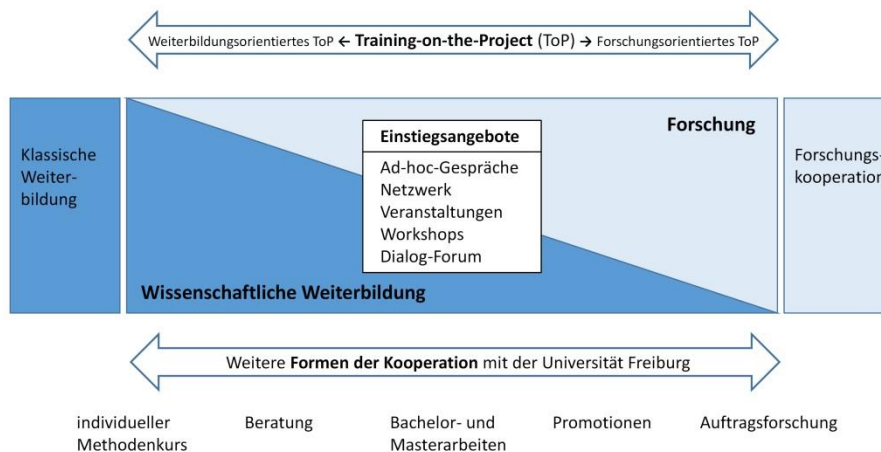 Weiterbildungsorientiertes ToP ← Training-on-the-Project (ToP) → Forschungsorientiertes ToP
Klassische
Weiter-
bildung
Einstiegsangebote
Ad-hoc-Gespräche
Netzwerk
Veranstaltungen
Workshops
Dialog-Forum
Forschung
Wissenschaftliche Weiterbildung
Forschungs-
kooperation
Weitere Formen der Kooperation mit der Universität Freiburg
individueller
Methodenkurs
Beratung
Bachelor- und
Masterarbeiten
Promotionen
Auftragsforschung